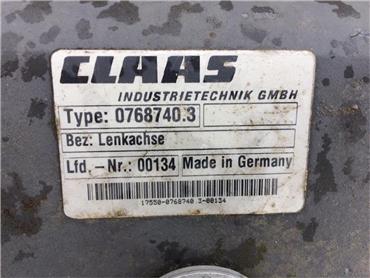 CLAAS
INDUSTRIETECHNIK GMBH
Type: 0768740.3
Bez: Lenkachse
Lfd.-Nr.: 00134 Made in Germany
17550-0768740 3-00134